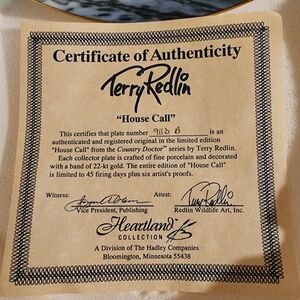 Certificate of Authenticity
Terry Redlin
"House Call"
This certifies that plate number 9113 B is an
authenticated and registered original in the limited edition of
"House Call" from the Country Doctor™ series by Terry Redlin.
Each collector plate is crafted of fine porcelain and decorated
with a band of 22-kt gold. The entire edition of "House Call"
is limited to 45 firing days plus six artist's proofs.
Witness: Attest:
Terry Redlin
Vice President, Publishing Redlin Wildlife Art, Inc.
Heartland
COLLECTION
A Division of The Hadley Companies
Bloomington, Minnesota 55438